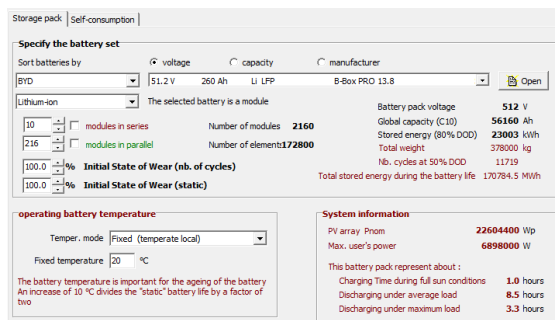 Storage pack Self-consumption
Specify the battery set
Sort batteries by voltage capacity manufacturer
BYD 51.2 V 260 Ah Li LFP B-Box PRO 13.8 Open
Lithium-ion The selected battery is a module
Battery pack voltage 512 V
10 modules in series Number of modules 2160
Global capacity (C10) 56160 Ah
Stored energy (80% DOD) 23003 kWh
216 modules in parallel Number of element:172800
Total weight 378000 kg
Nb. cycles at 50% DOD 11719
100.0 % Initial State of Wear (nb. of cycles)
Total stored energy during the battery life 170784.5 MWh
100.0 % Initial State of Wear (static)
operating battery temperature
Temper. mode Fixed (temperate local)
Fixed temperature 20 °C
The battery temperature is important for the ageing of the battery
An increase of 10 °C divides the "static" battery life by a factor of
two
System information
PV array Pnom 22604400 Wp
Max. user's power 6898000 W
This battery pack represent about :
Charging Time during full sun conditions 1.0 hours
Discharging under average load 8.5 hours
Discharging under maximum load 3.3 hours